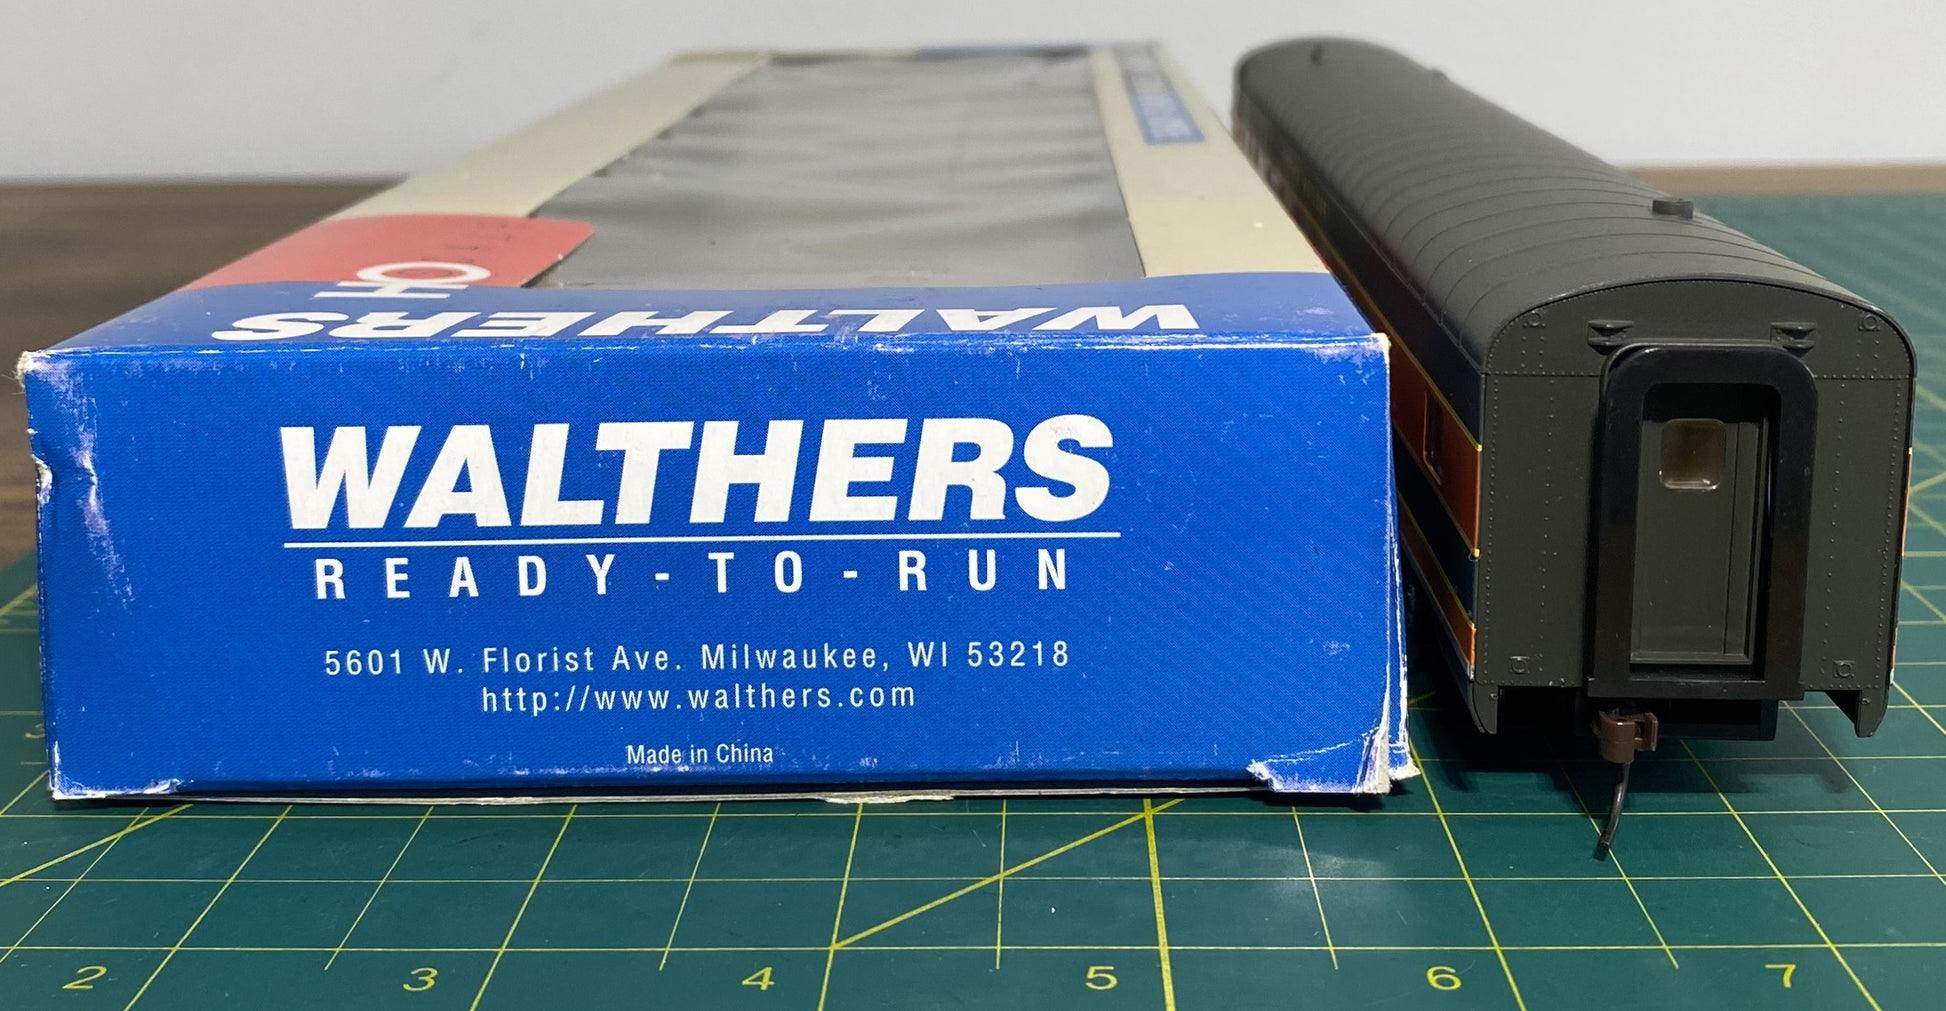 HO
WALTHERS
WALTHERS
READY-TO-RUN
5601 W. Florist Ave. Milwaukee, WI 53218
http://www.walthers.com
Made in China
2 3 4 5 6 7